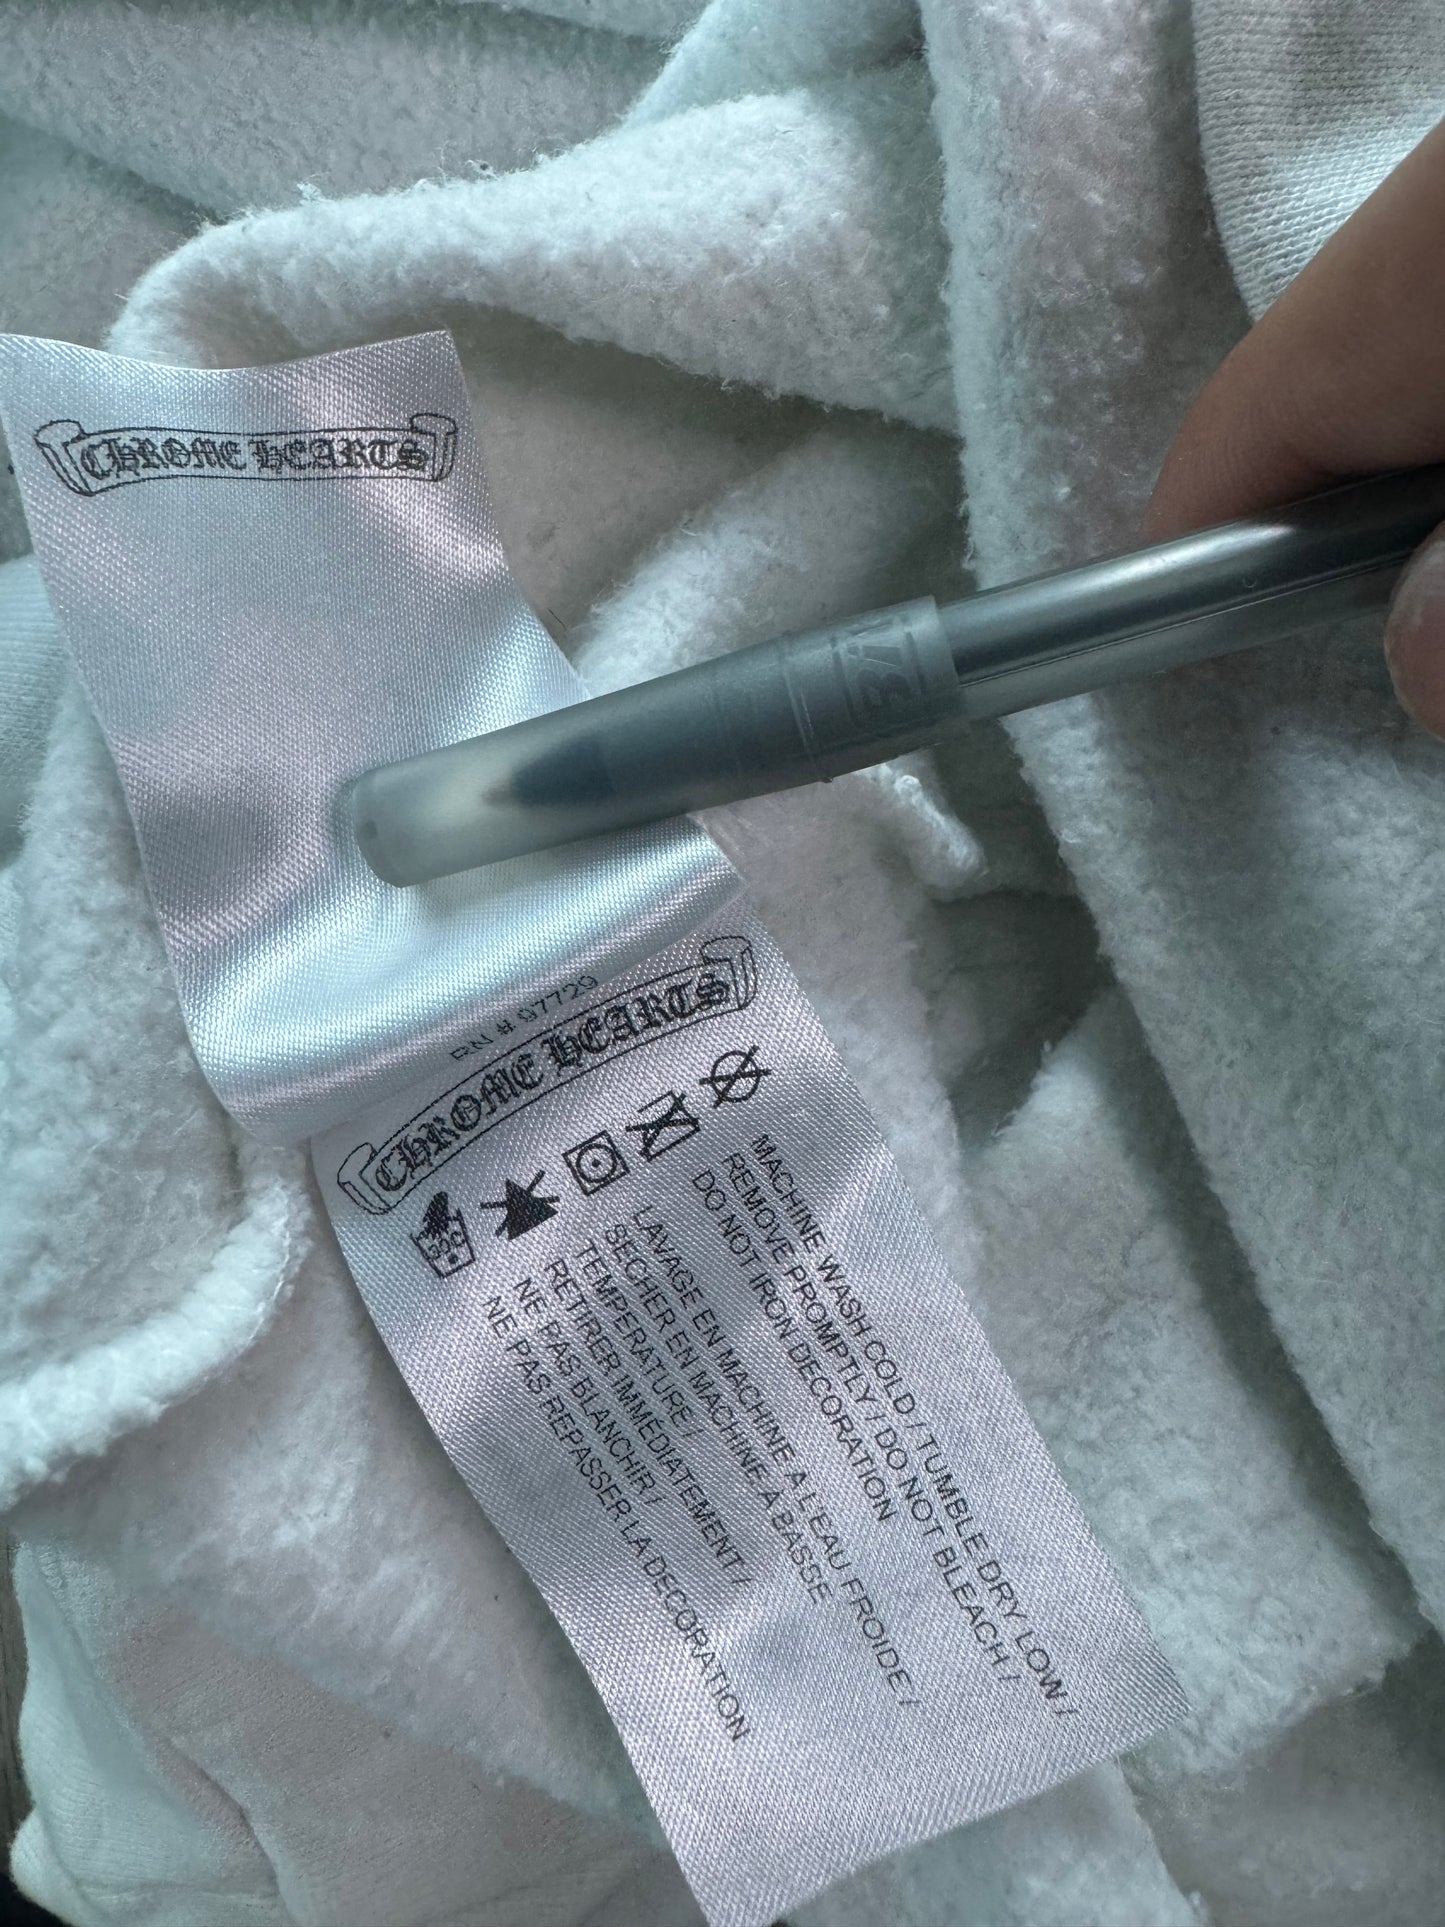 CHROME HEARTS
RN # 97729
CHROME HEARTS
MACHINE WASH COLD / TUMBLE DRY LOW /
REMOVE PROMPTLY / DO NOT BLEACH /
DO NOT IRON DECORATION
LAVAGE EN MACHINE A L'EAU FROIDE /
SECHER EN MACHINE A BASSE
TEMPERATURE /
RETIRER IMMÉDIATEMENT /
NE PAS BLANCHIR /
NE PAS REPASSER LA DECORATION